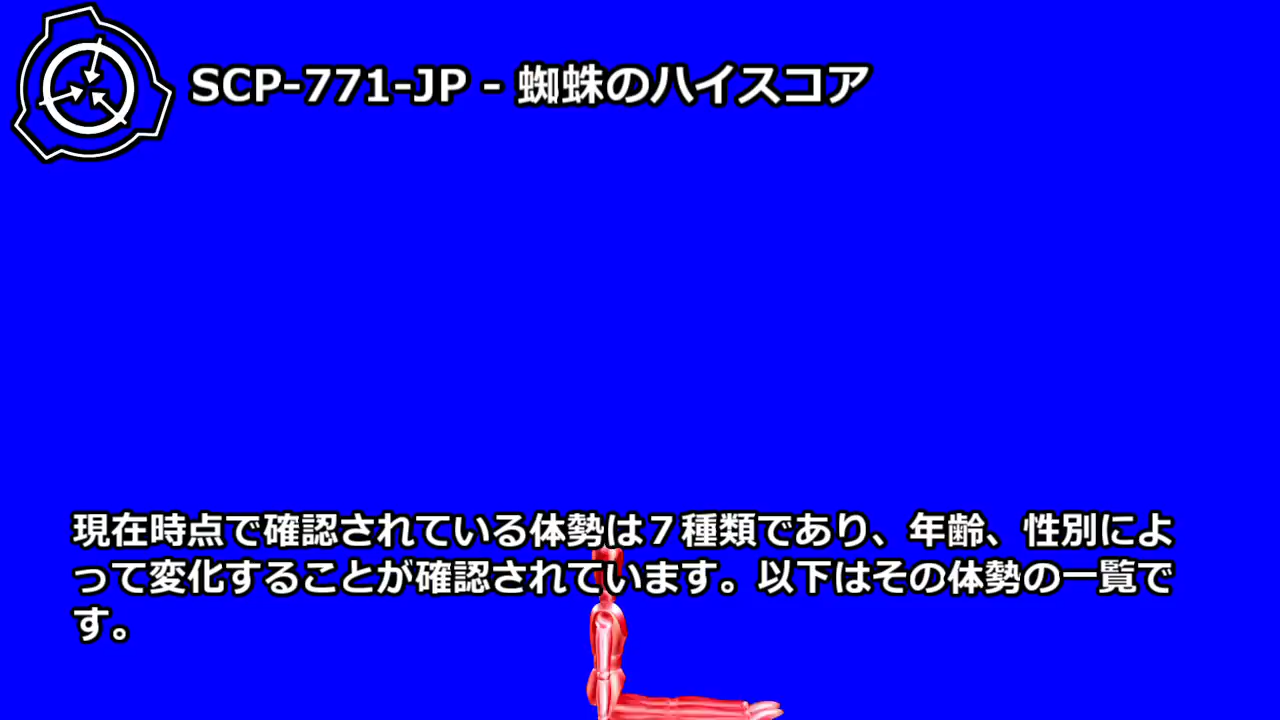 SCP-771-JP - 蜘蛛のハイスコア
現在時点で確認されている体勢は７種類であり、年齢、性別によ
って変化することが確認されています。以下はその体勢の一覧で
す。